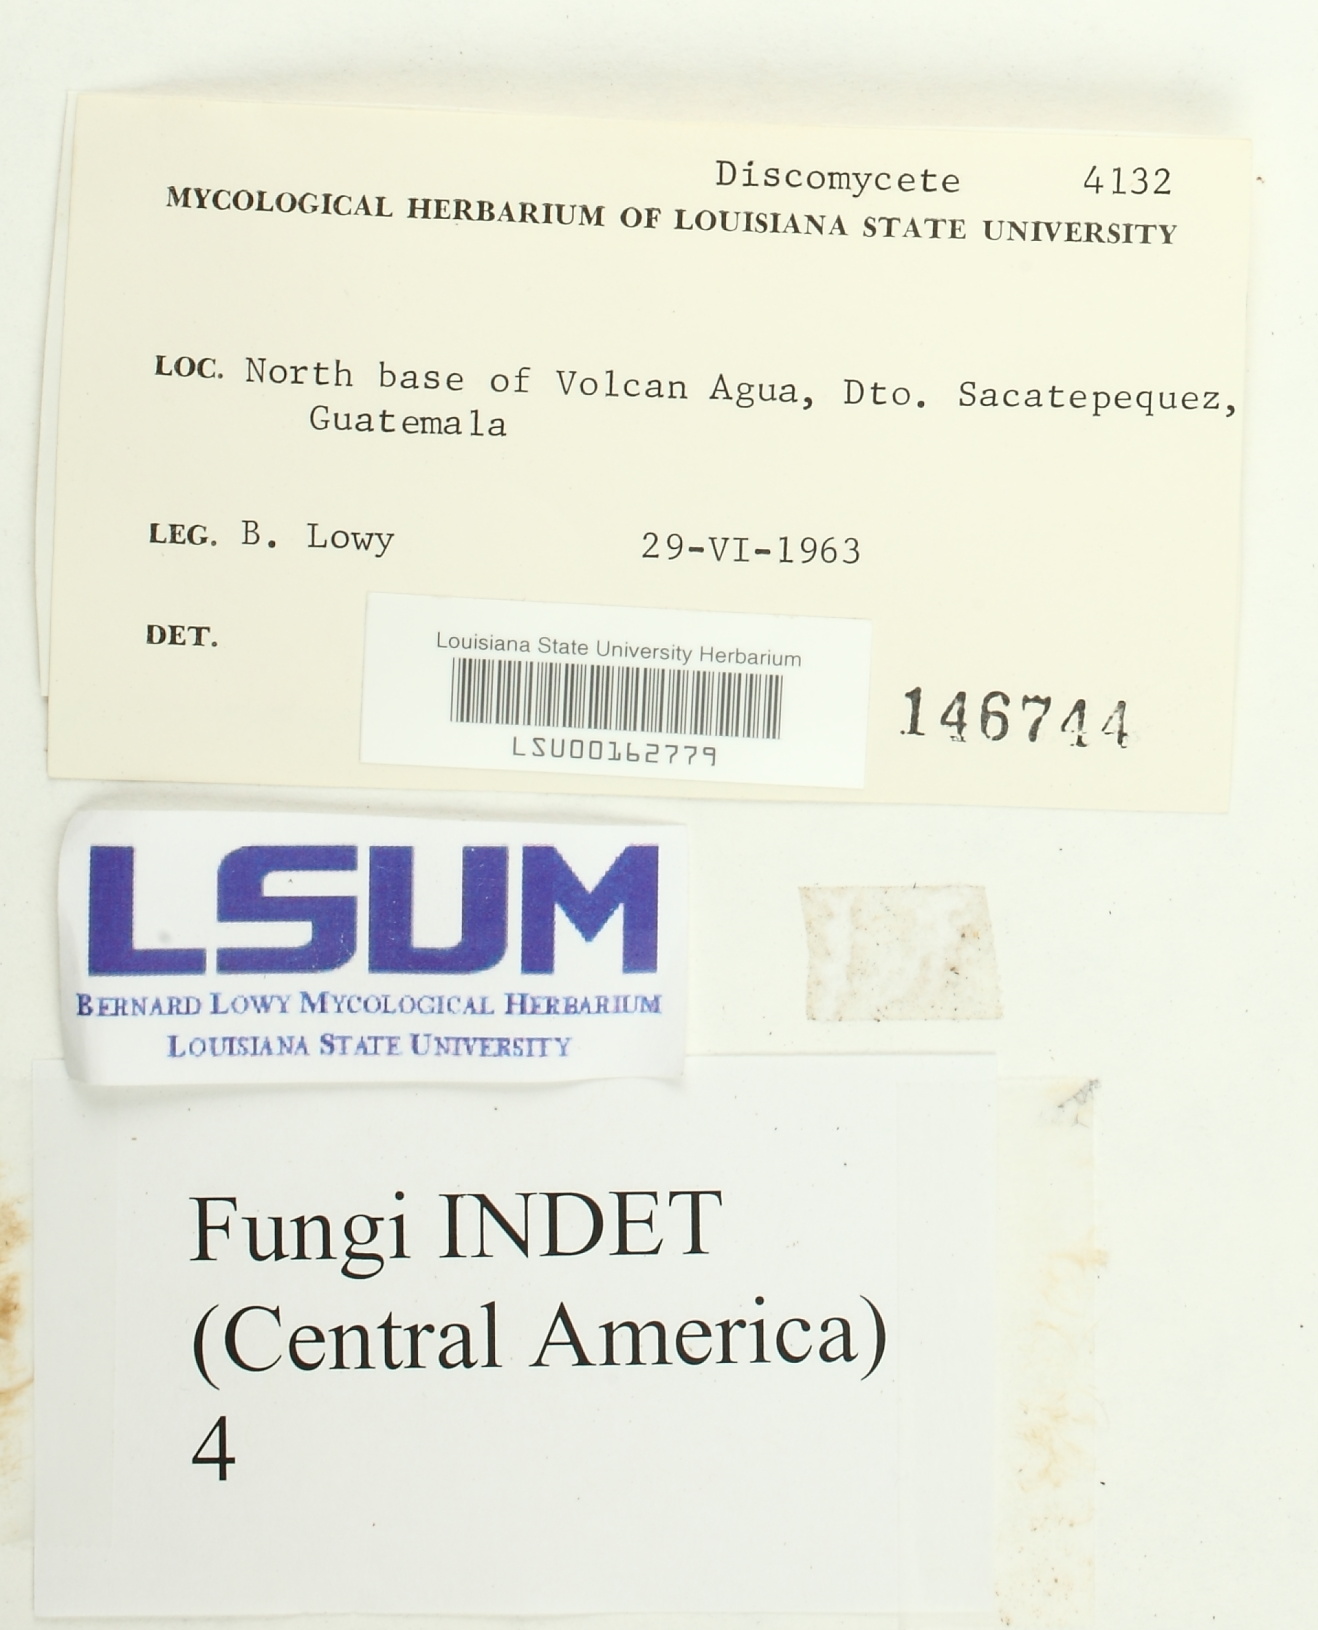 Discomycete 4132
MYCOLOGICAL HERBARIUM OF LOUISIANA STATE UNIVERSITY
LOC. North base of Volcan Agua, Dto. Sacatepequez,
Guatemala
LEG. B. Lowy 29-VI-1963
DET.
Louisiana State University Herbarium
LSU00162779
146744
LSUM
BERNARD LOWY MYCOLOGICAL HERBARIUM
LOUISIANA STATE UNIVERSITY
Fungi INDET
(Central America)
4